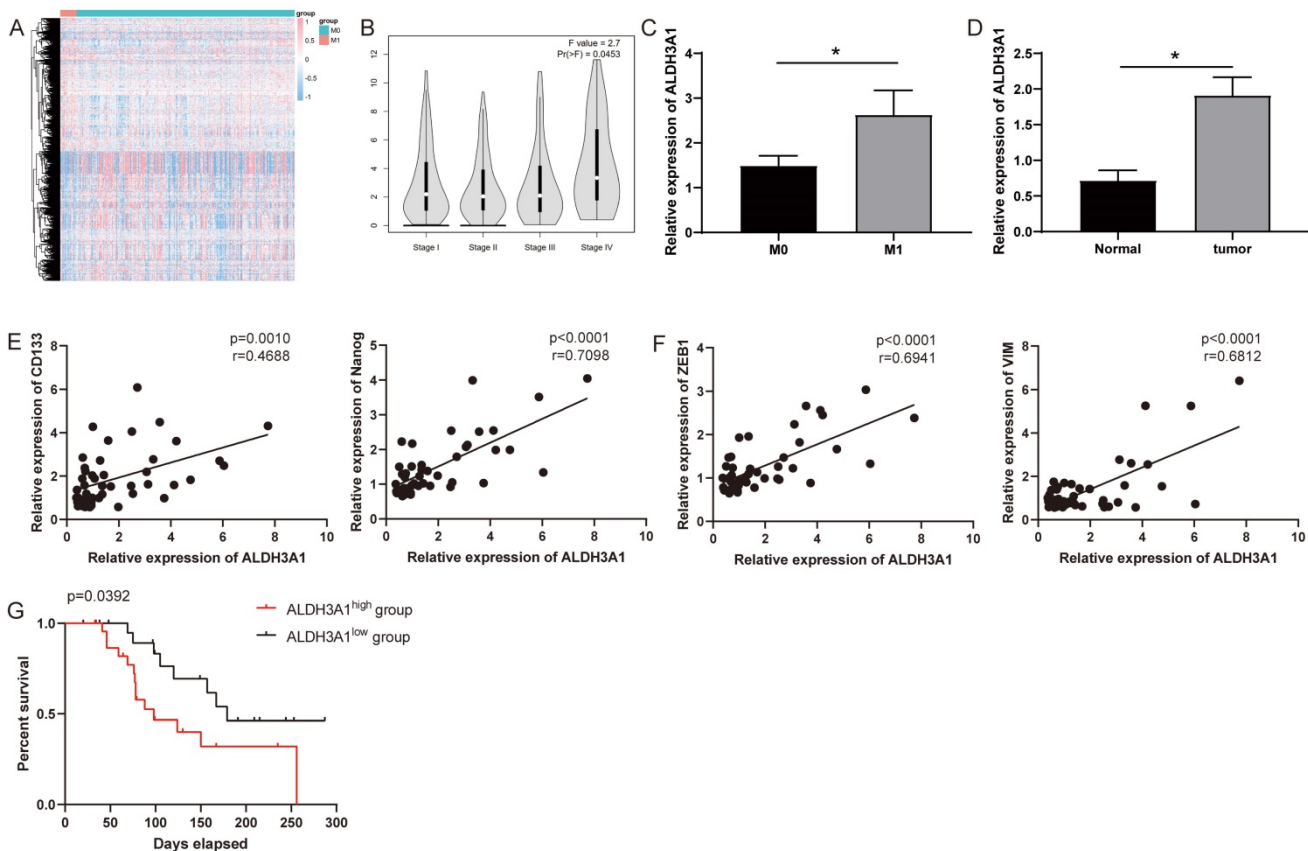 A
group
1
0.5
0
-0.5
-1
group
M0
M1
B
F value = 2.7
Pr(>F) = 0.0453
12
10
8
6
4
2
0
Stage I
Stage II
Stage III
Stage IV
C
Relative expression of ALDH3A1
4
3
2
1
0
*
M0
M1
D
Relative expression of ALDH3A1
2.5
2.0
1.5
1.0
0.5
0.0
*
Normal
tumor
E
Relative expression of CD133
8
6
4
2
0
p=0.0010
r=0.4688
0 2 4 6 8 10
Relative expression of ALDH3A1
Relative expression of Nanog
5
4
3
2
1
0
p<0.0001
r=0.7098
0 2 4 6 8 10
Relative expression of ALDH3A1
F
Relative expression of ZEB1
4
3
2
1
0
p<0.0001
r=0.6941
0 2 4 6 8 10
Relative expression of ALDH3A1
Relative expression of VIM
8
6
4
2
0
p<0.0001
r=0.6812
0 2 4 6 8 10
Relative expression of ALDH3A1
G
p=0.0392
ALDH3A1high group
ALDH3A1low group
Percent survival
1.0
0.5
0.0
0 50 100 150 200 250 300
Days elapsed